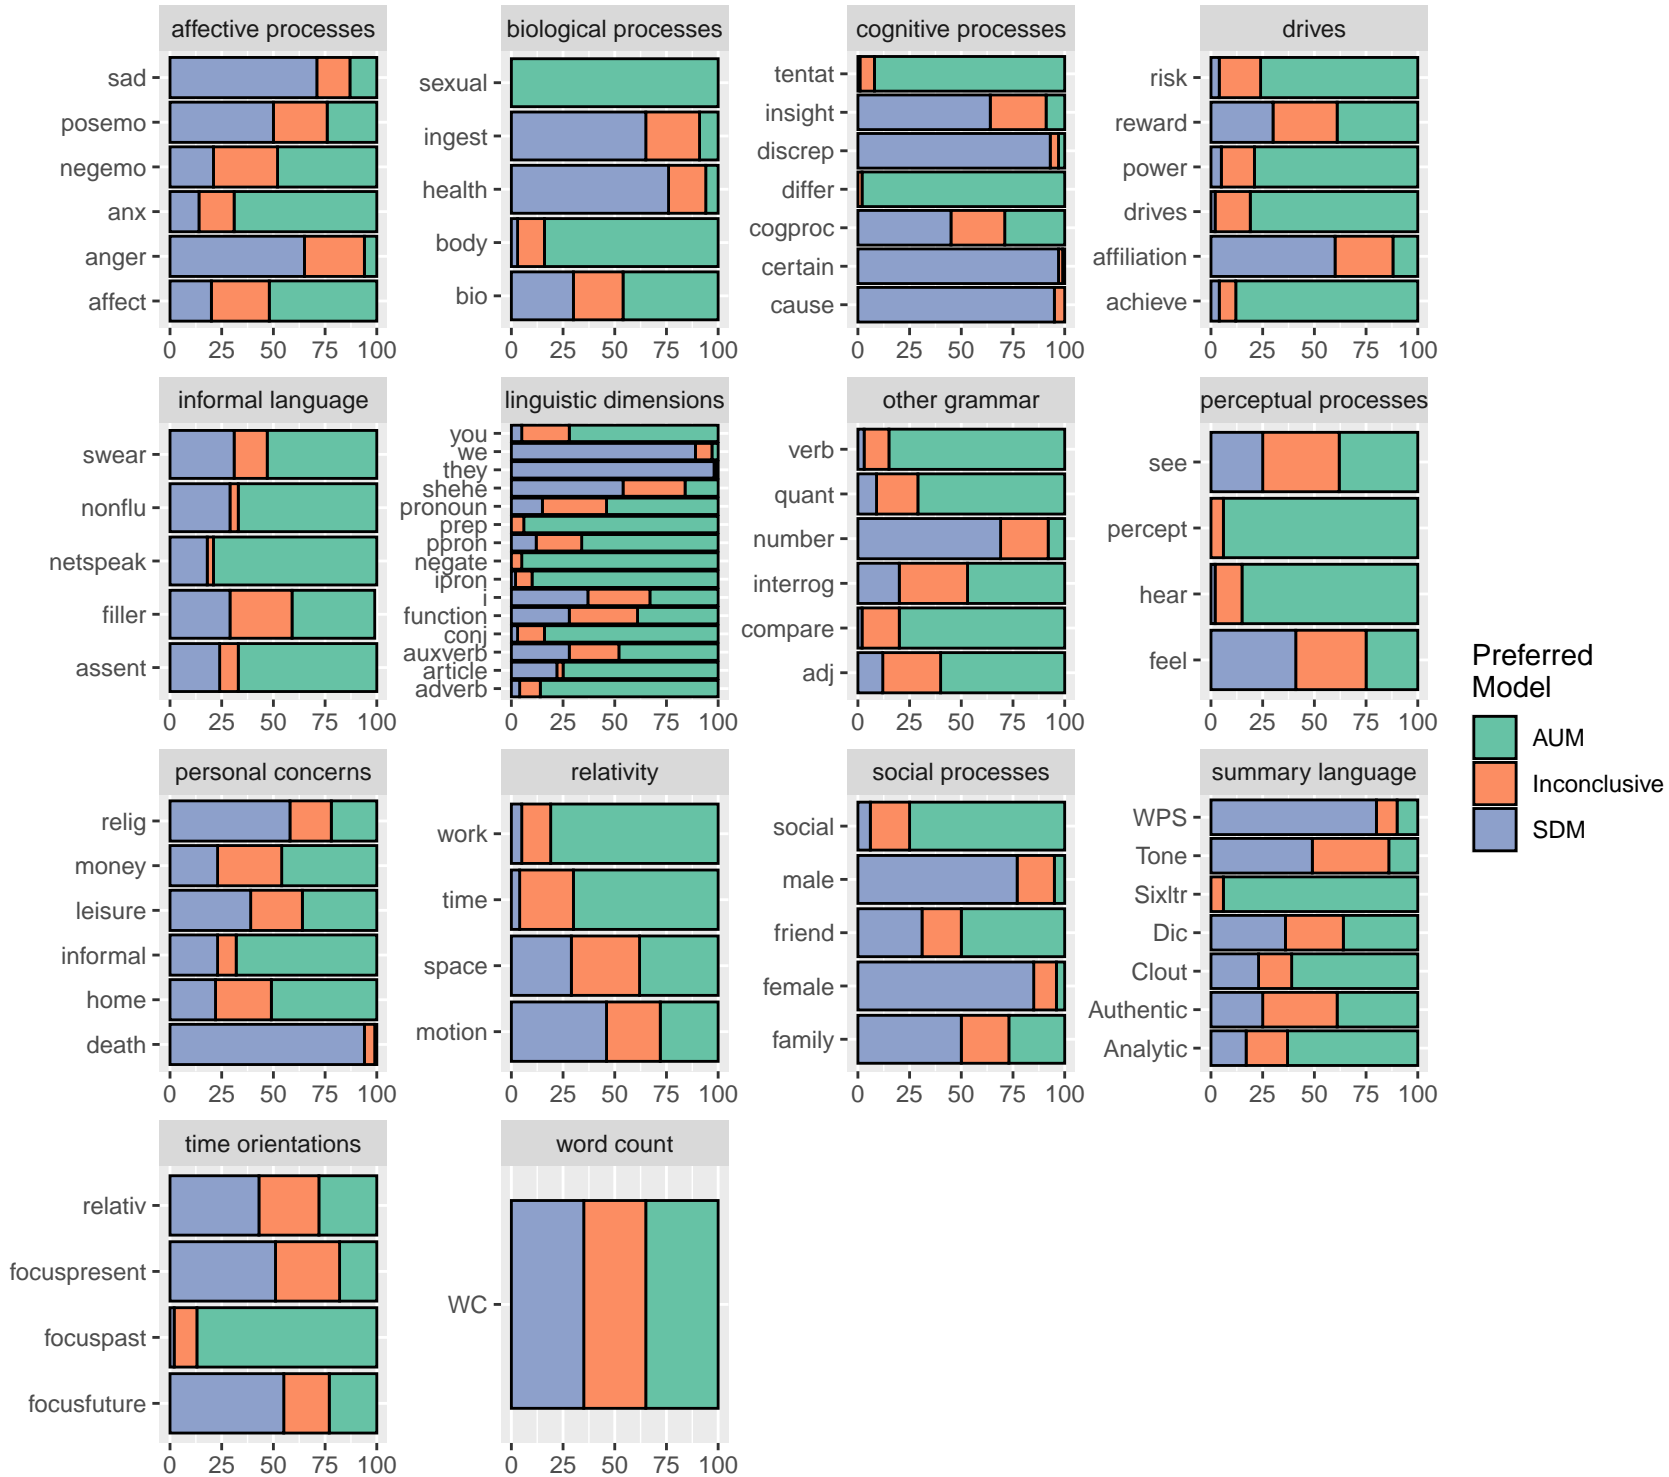 affective processes
sad
posemo
negemo
anx
anger
affect
0 25 50 75 100
biological processes
sexual
ingest
health
body
bio
0 25 50 75 100
cognitive processes
tentat
insight
discrep
differ
cogproc
certain
cause
0 25 50 75 100
drives
risk
reward
power
drives
affiliation
achieve
0 25 50 75 100
informal language
swear
nonflu
netspeak
filler
assent
0 25 50 75 100
linguistic dimensions
you
we
they
shehe
pronoun
prep
ppron
negate
ipron
i
function
conj
auxverb
article
adverb
0 25 50 75 100
other grammar
verb
quant
number
interrog
compare
adj
0 25 50 75 100
perceptual processes
see
percept
hear
feel
0 25 50 75 100
personal concerns
relig
money
leisure
informal
home
death
0 25 50 75 100
relativity
work
time
space
motion
0 25 50 75 100
social processes
social
male
friend
female
family
0 25 50 75 100
summary language
WPS
Tone
Sixltr
Dic
Clout
Authentic
Analytic
0 25 50 75 100
time orientations
relativ
focuspresent
focuspast
focusfuture
0 25 50 75 100
word count
WC
0 25 50 75 100
Preferred
Model
AUM
Inconclusive
SDM